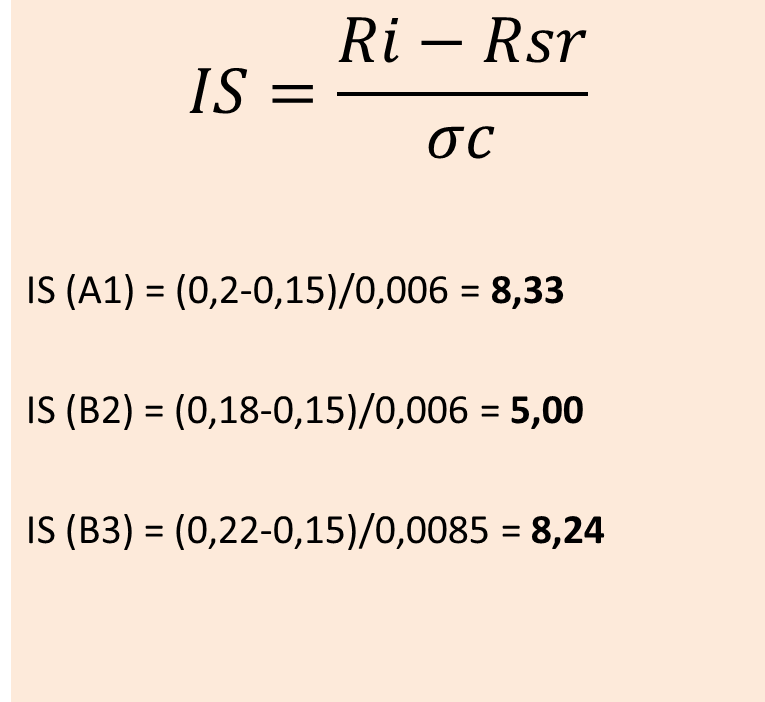 IS = (Ri − Rsr) / σc
IS (A1) = (0,2-0,15)/0,006 = 8,33
IS (B2) = (0,18-0,15)/0,006 = 5,00
IS (B3) = (0,22-0,15)/0,0085 = 8,24